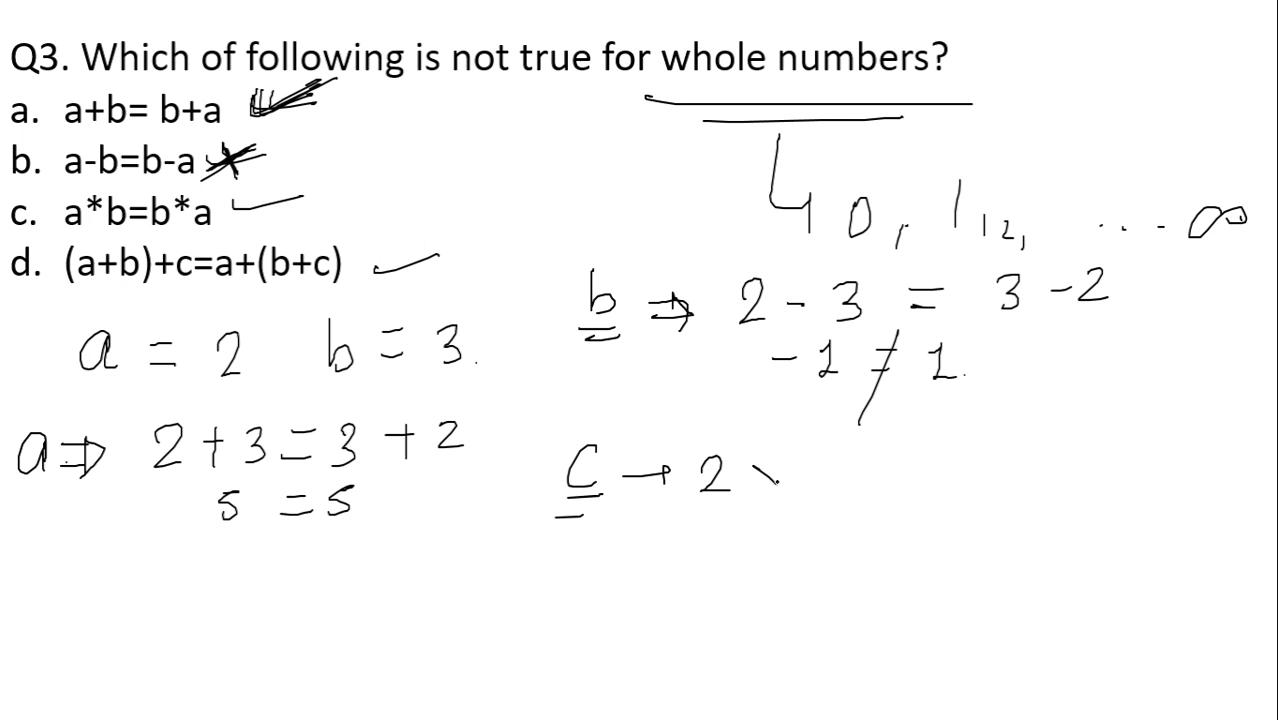 Q3. Which of following is not true for whole numbers?
a. a+b= b+a
b. a-b=b-a
c. a*b=b*a
d. (a+b)+c=a+(b+c)
0, 1, 2, ... ∞
b ⇒ 2 - 3 = 3 - 2
-1 ≠ 1.
a = 2 b = 3.
a ⇒ 2 + 3 = 3 + 2
5 = 5
C → 2